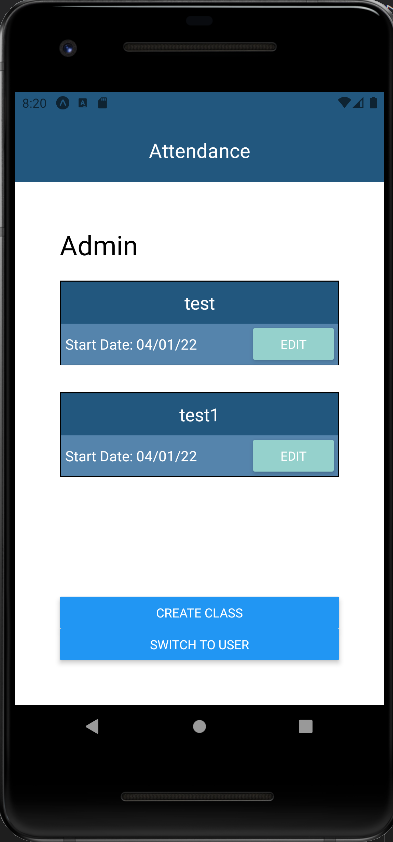 8:20
Attendance
Admin
test
Start Date: 04/01/22 EDIT
test1
Start Date: 04/01/22 EDIT
CREATE CLASS
SWITCH TO USER